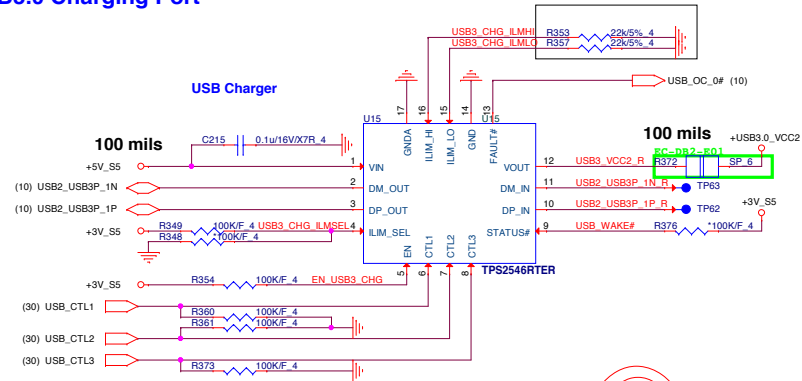 B3.0 Charging Port
USB3_CHG_ILMHI R353 22k/5%_4
USB3_CHG_ILMLO R357 22k/5%_4
USB Charger
USB_OC_0# (10)
U15 U15
17 16 15 14 13
GNDA ILIM_HI ILIM_LO GND FAULT#
100 mils
100 mils
C215 0.1u/16V/X7R_4
+USB3.0_VCC2
EC-DB2-E01
+5V_S5 1 VIN VOUT 12 USB3_VCC2_R R372 SP_6
(10) USB2_USB3P_1N 2 DM_OUT DM_IN 11 USB2_USB3P_1N_R TP63
(10) USB2_USB3P_1P 3 DP_OUT DP_IN 10 USB2_USB3P_1P_R TP62
+3V_S5
+3V_S5 R349 100K/F_4 USB3_CHG_ILMSEL 4 ILIM_SEL STATUS# 9 USB_WAKE# R376 *100K/F_4
R348 *100K/F_4
EN CTL1 CTL2 CTL3
5 6 7 8
TPS2546RTER
+3V_S5 R354 100K/F_4 EN_USB3_CHG
(30) USB_CTL1
R360 100K/F_4
R361 100K/F_4
(30) USB_CTL2
(30) USB_CTL3
R373 100K/F_4